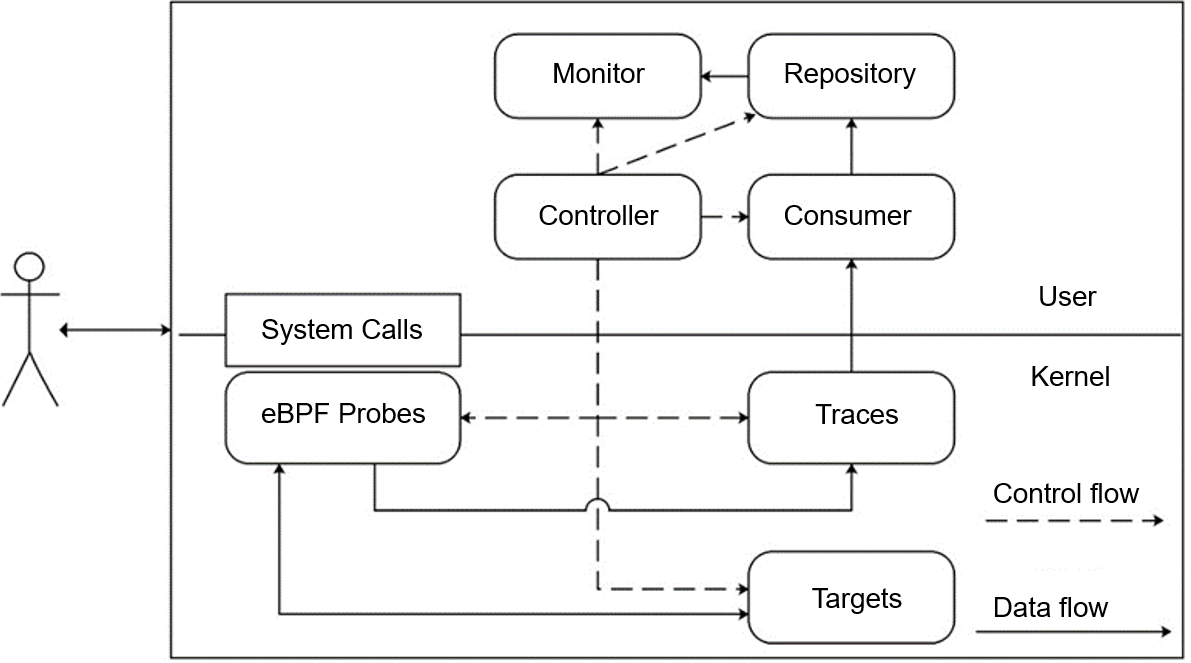 Monitor
Repository
Controller
Consumer
User
System Calls
Kernel
eBPF Probes
Traces
Control flow
Targets
Data flow